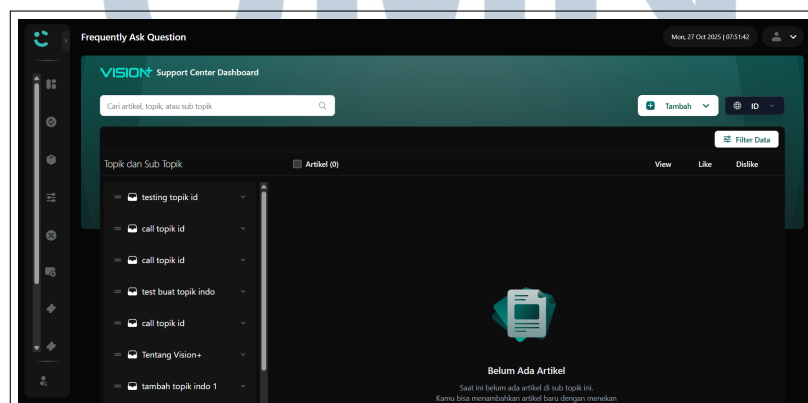 Frequently Ask Question
Mon, 27 Oct 2025 | 07:51:42
VISION+ Support Center Dashboard
Cari artikel, topik, atau sub topik
Tambah
ID
Filter Data
Topik dan Sub Topik
Artikel (0)
View
Like
Dislike
testing topik id
call topik id
call topik id
test buat topik indo
call topik id
Tentang Vision+
tambah topik indo 1
Belum Ada Artikel
Saat ini belum ada artikel di sub topik ini.
Kamu bisa menambahkan artikel baru dengan menekan